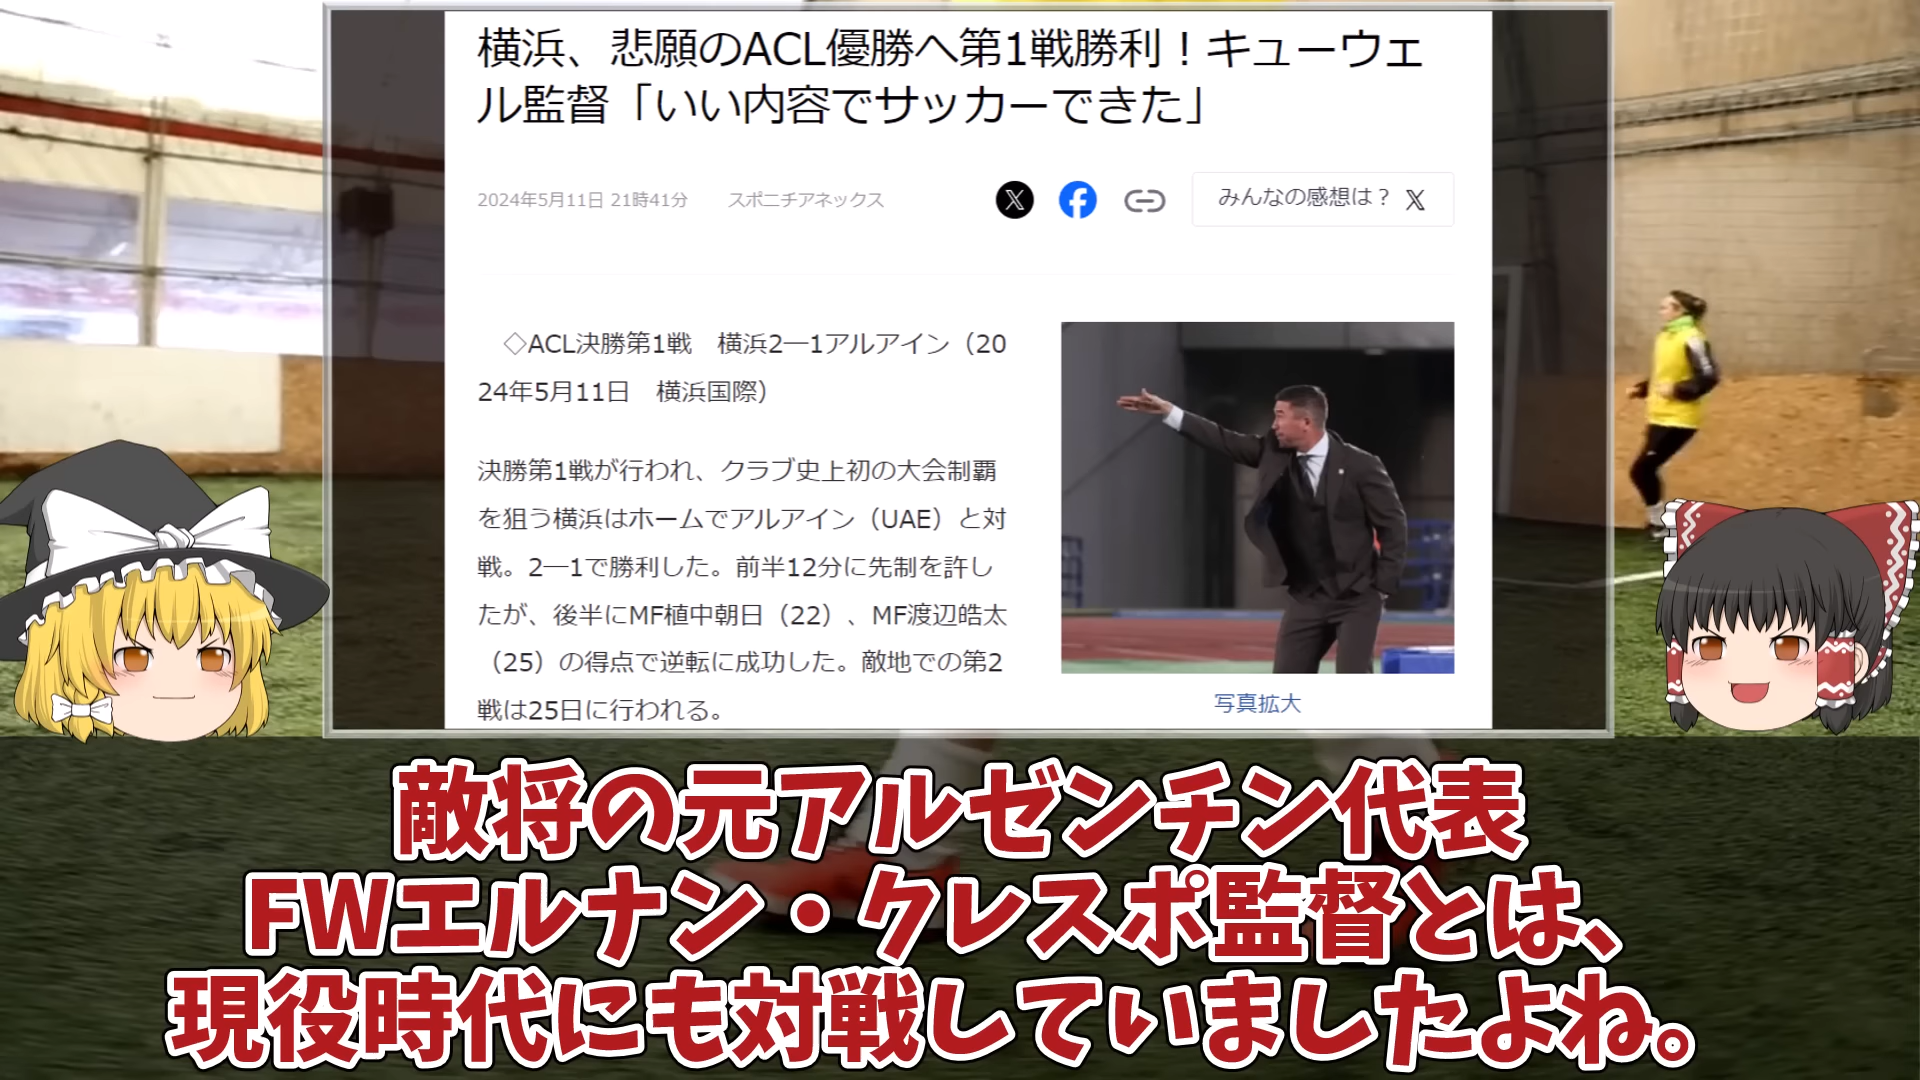 横浜、悲願のACL優勝へ第1戦勝利！キューウェ
ル監督「いい内容でサッカーできた」
2024年5月11日 21時41分 スポニチアネックス
みんなの感想は？
◇ACL決勝第1戦　横浜2―1アルアイン（20
24年5月11日　横浜国際）
決勝第1戦が行われ、クラブ史上初の大会制覇
を狙う横浜はホームでアルアイン（UAE）と対
戦。2―1で勝利した。前半12分に先制を許し
たが、後半にMF植中朝日（22）、MF渡辺皓太
（25）の得点で逆転に成功した。敵地での第2
戦は25日に行われる。
写真拡大
敵将の元アルゼンチン代表
FWエルナン・クレスポ監督とは、
現役時代にも対戦していましたよね。